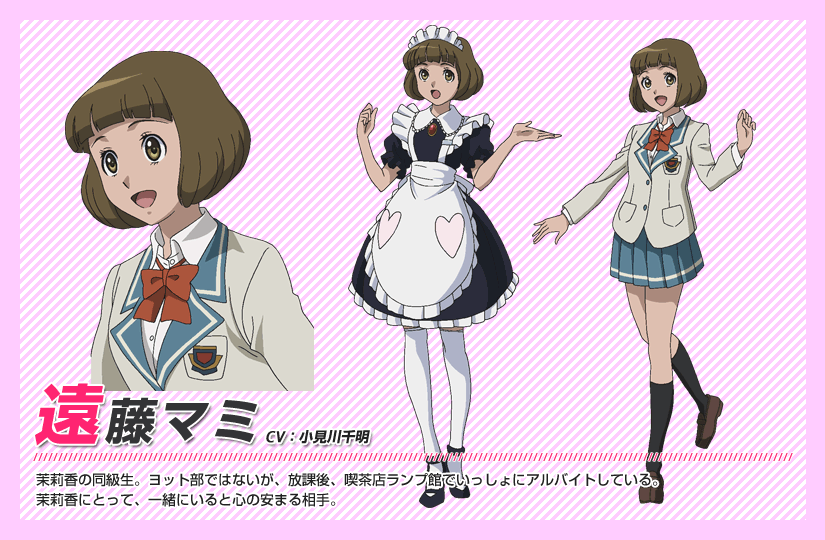 遠藤マミ CV：小見川千明
茉莉香の同級生。ヨット部ではないが、放課後、喫茶店ランプ館でいっしょにアルバイトしている。
茉莉香にとって、一緒にいると心の安まる相手。